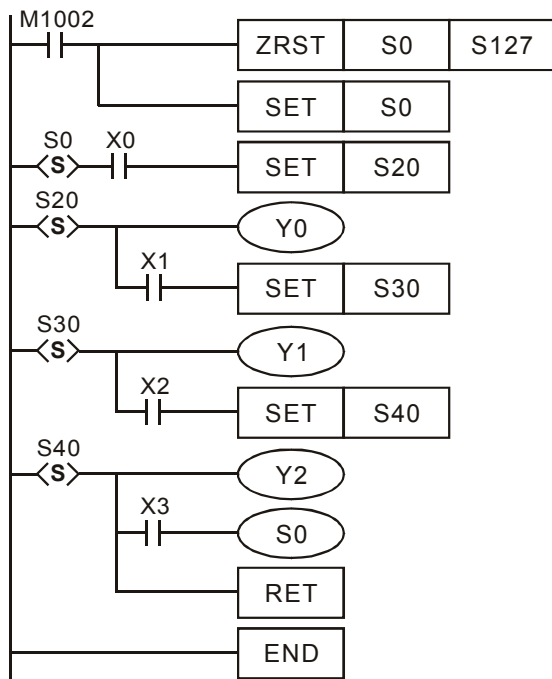 M1002
ZRST S0 S127
SET S0
S0 X0
S SET S20
S20
S Y0
X1
SET S30
S30
S Y1
X2
SET S40
S40
S Y2
X3
S0
RET
END